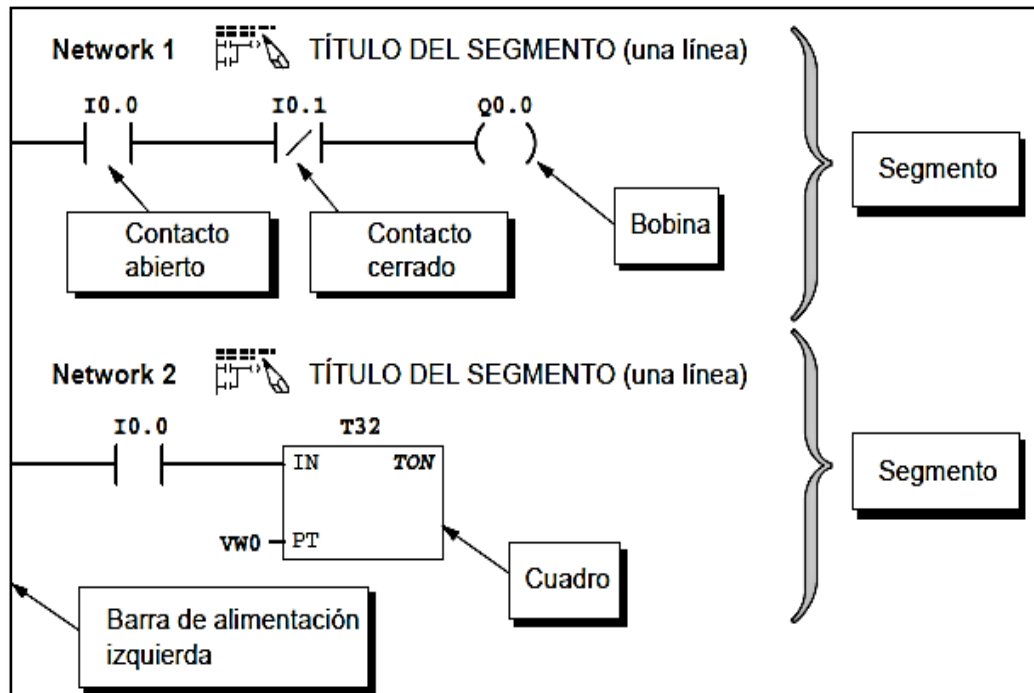 Network 1 TÍTULO DEL SEGMENTO (una línea)
I0.0 I0.1 Q0.0
Contacto
abierto
Contacto
cerrado
Bobina
Segmento
Network 2 TÍTULO DEL SEGMENTO (una línea)
I0.0 T32
IN TON
VW0 PT
Cuadro
Segmento
Barra de alimentación
izquierda